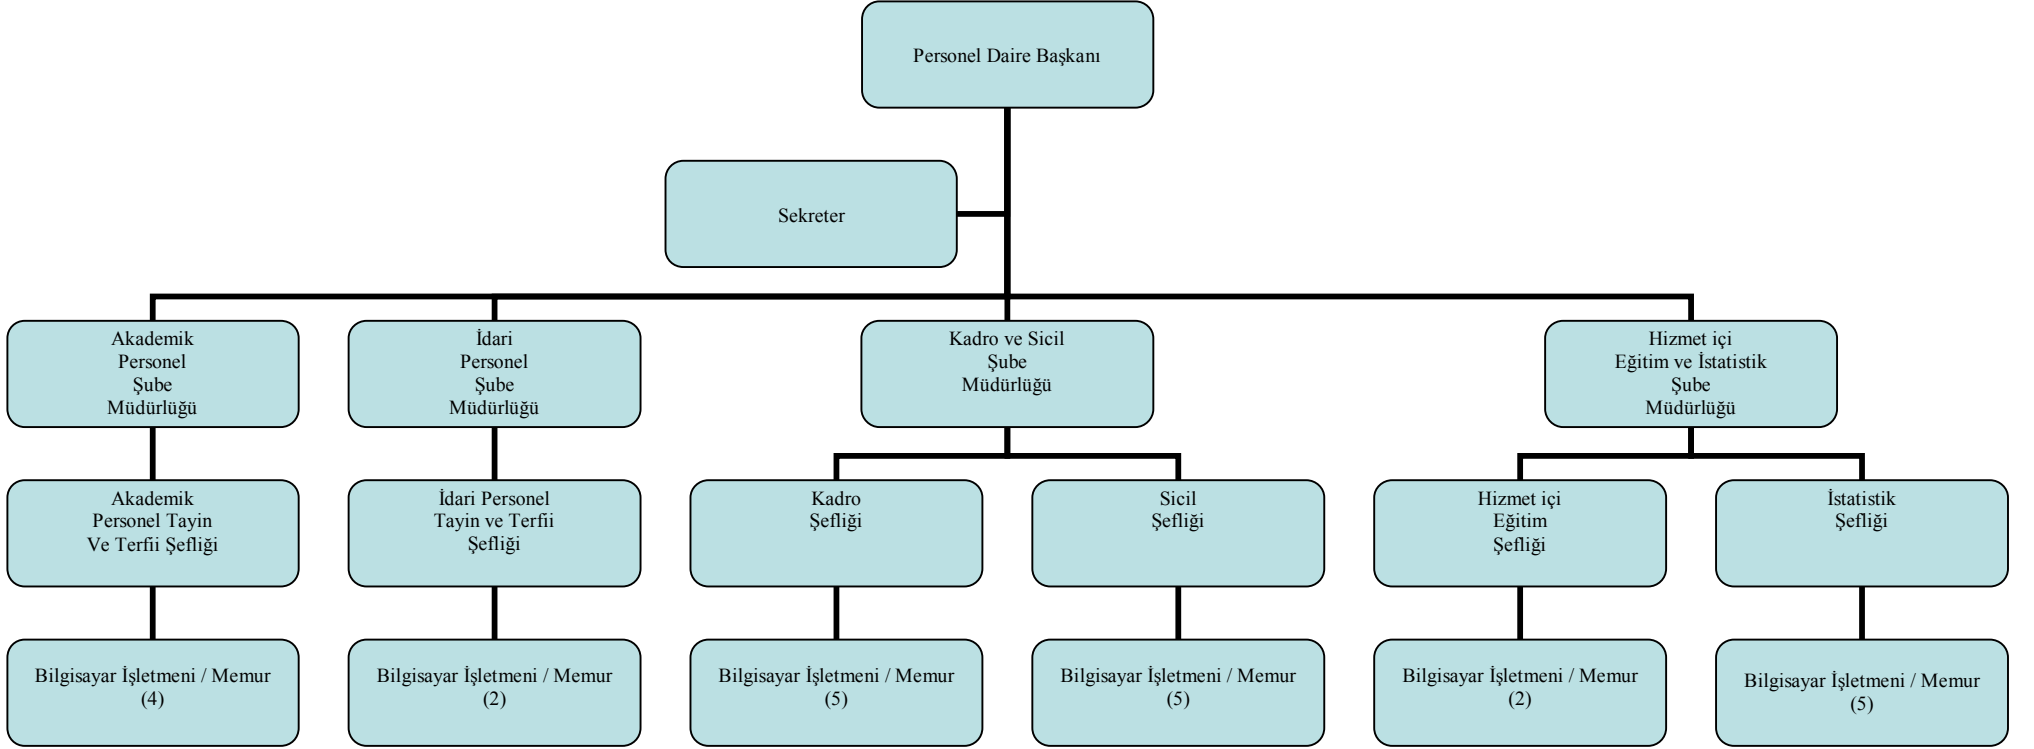 Personel Daire Başkanı
Sekreter
Akademik
Personel
Şube
Müdürlüğü
İdari
Personel
Şube
Müdürlüğü
Kadro ve Sicil
Şube
Müdürlüğü
Hizmet içi
Eğitim ve İstatistik
Şube
Müdürlüğü
Akademik
Personel Tayin
Ve Terfii Şefliği
İdari Personel
Tayin ve Terfii
Şefliği
Kadro
Şefliği
Sicil
Şefliği
Hizmet içi
Eğitim
Şefliği
İstatistik
Şefliği
Bilgisayar İşletmeni / Memur
(4)
Bilgisayar İşletmeni / Memur
(2)
Bilgisayar İşletmeni / Memur
(5)
Bilgisayar İşletmeni / Memur
(5)
Bilgisayar İşletmeni / Memur
(2)
Bilgisayar İşletmeni / Memur
(5)